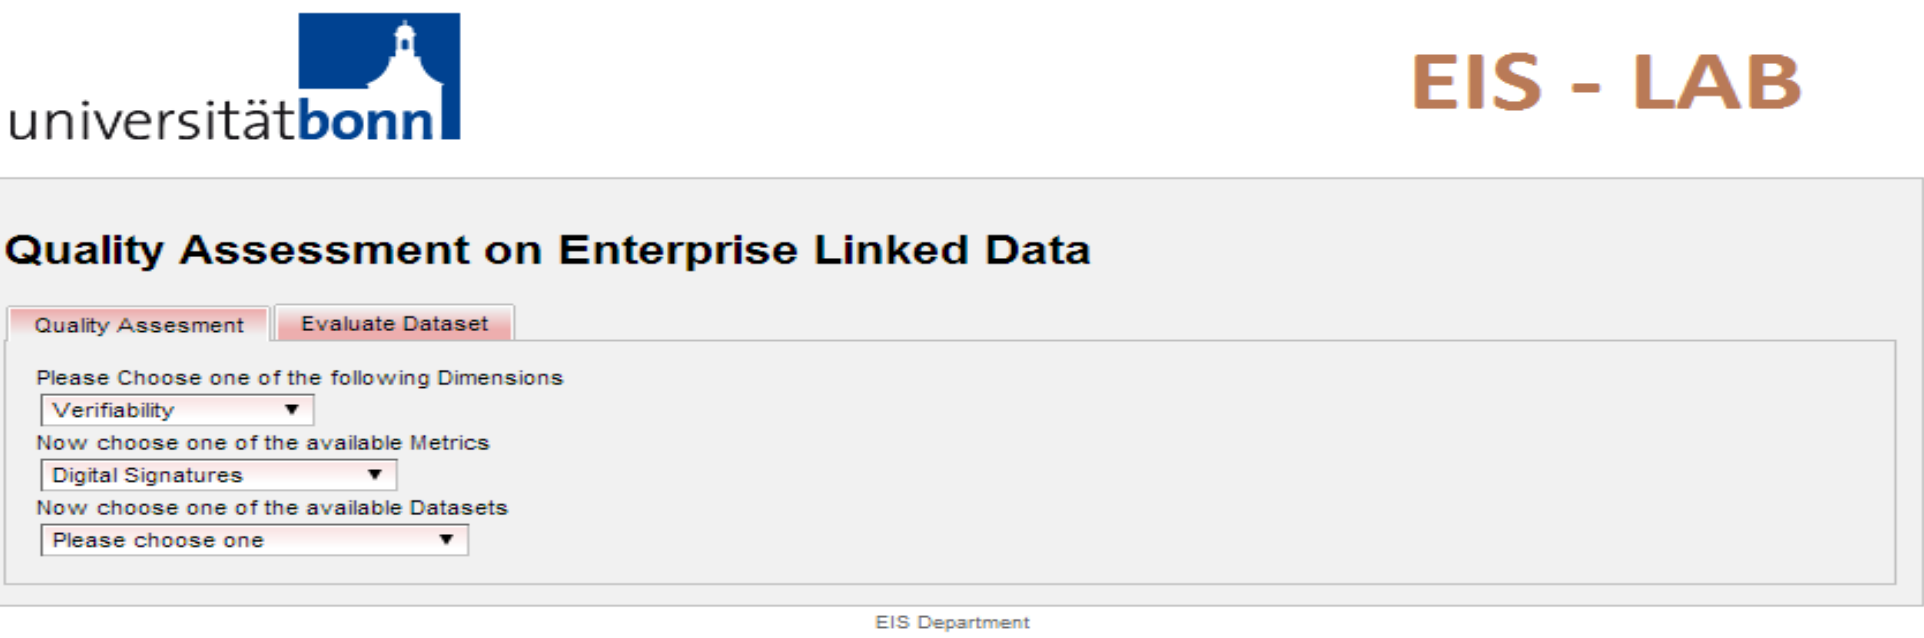 universitätbonn
EIS - LAB
Quality Assessment on Enterprise Linked Data
Quality Assesment
Evaluate Dataset
Please Choose one of the following Dimensions
Verifiability
Now choose one of the available Metrics
Digital Signatures
Now choose one of the available Datasets
Please choose one
EIS Department